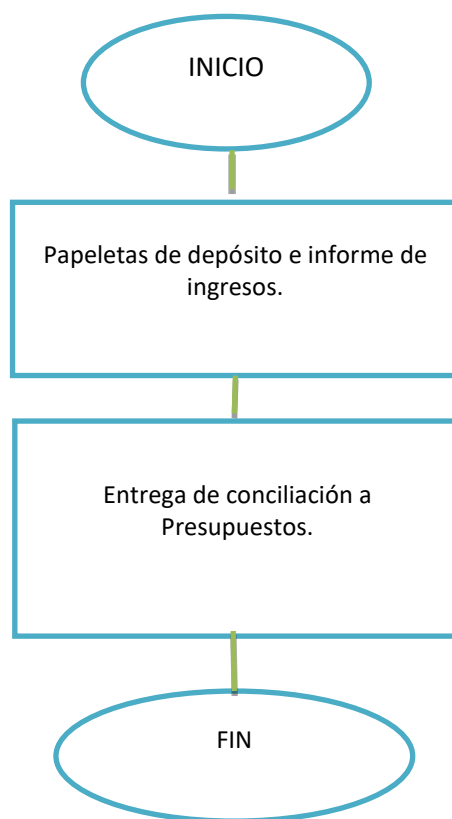 INICIO
Papeletas de depósito e informe de
ingresos.
Entrega de conciliación a
Presupuestos.
FIN